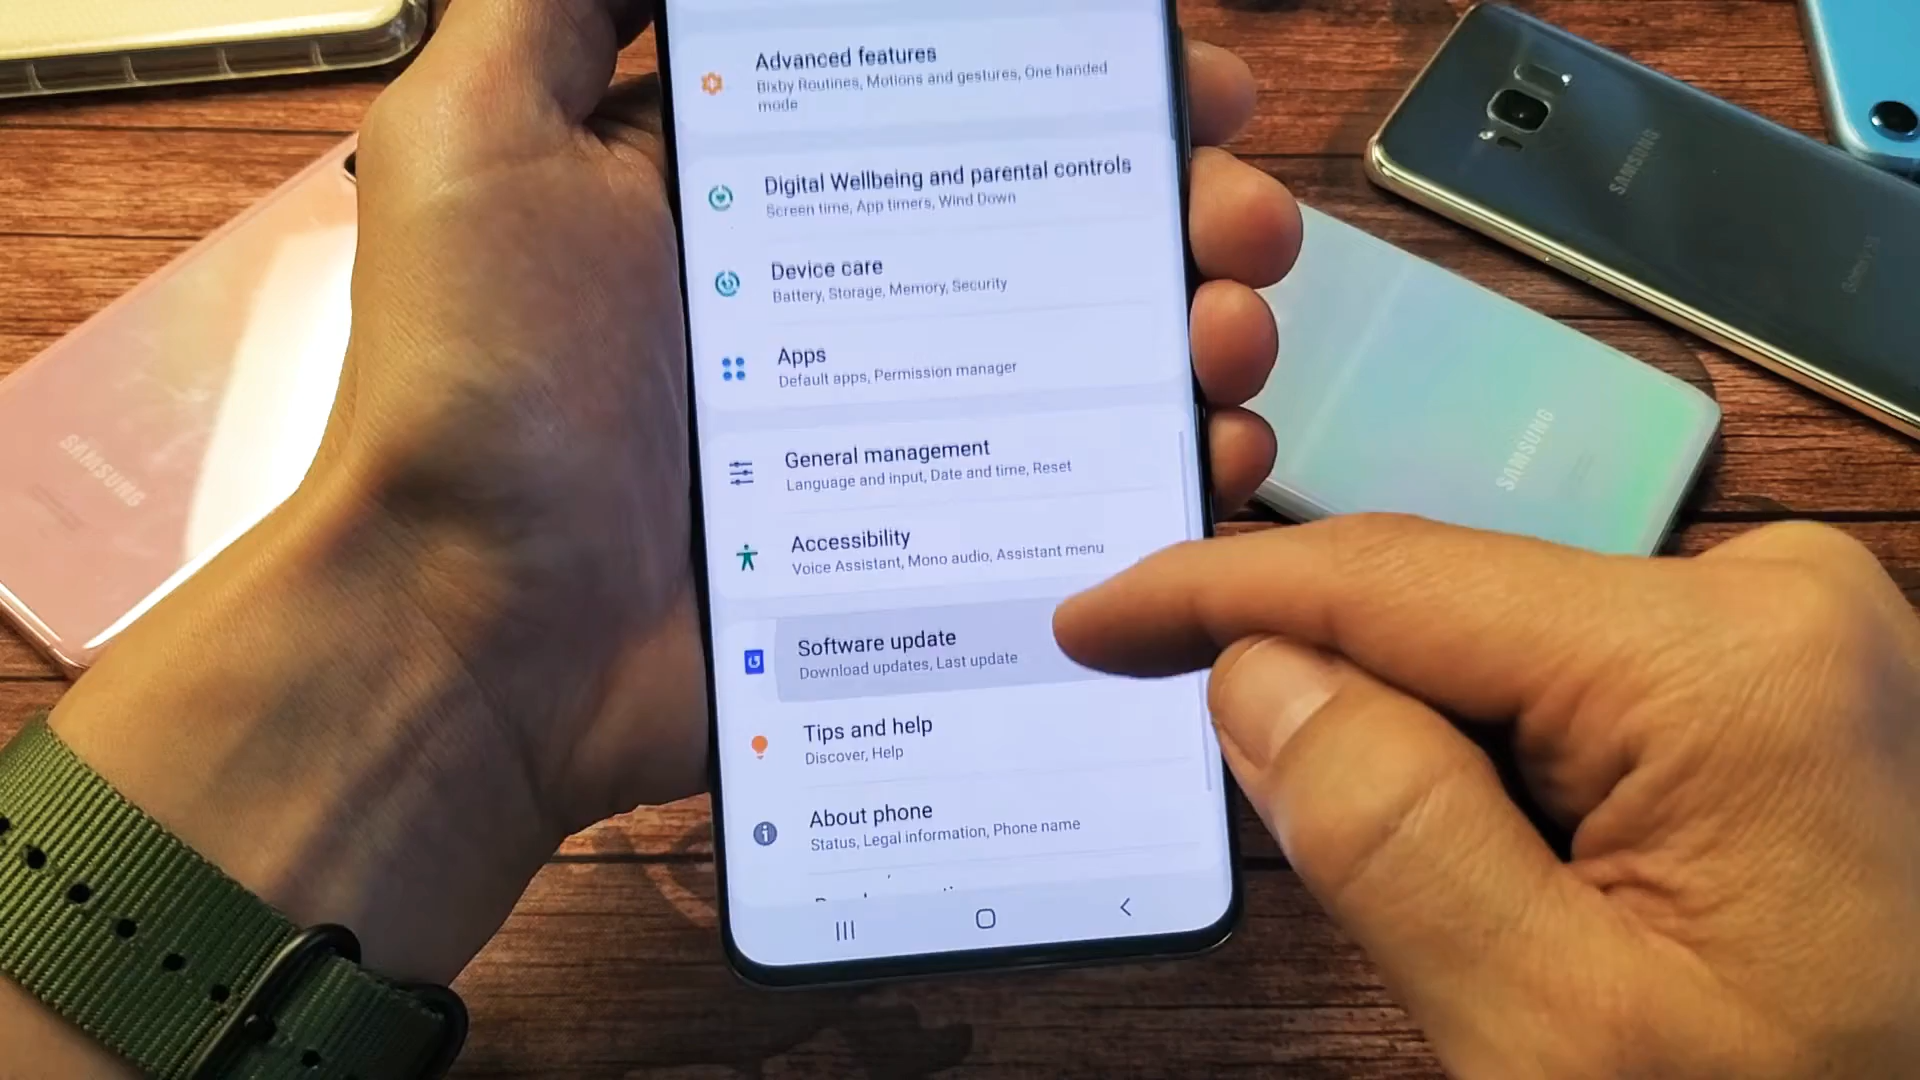 Advanced features
Bixby Routines, Motions and gestures, One handed
mode
Digital Wellbeing and parental controls
Screen time, App timers, Wind Down
Device care
Battery, Storage, Memory, Security
Apps
Default apps, Permission manager
General management
Language and input, Date and time, Reset
Accessibility
Voice Assistant, Mono audio, Assistant menu
Software update
Download updates, Last update
Tips and help
Discover, Help
About phone
Status, Legal information, Phone name
SAMSUNG
SAMSUNG
SAMSUNG